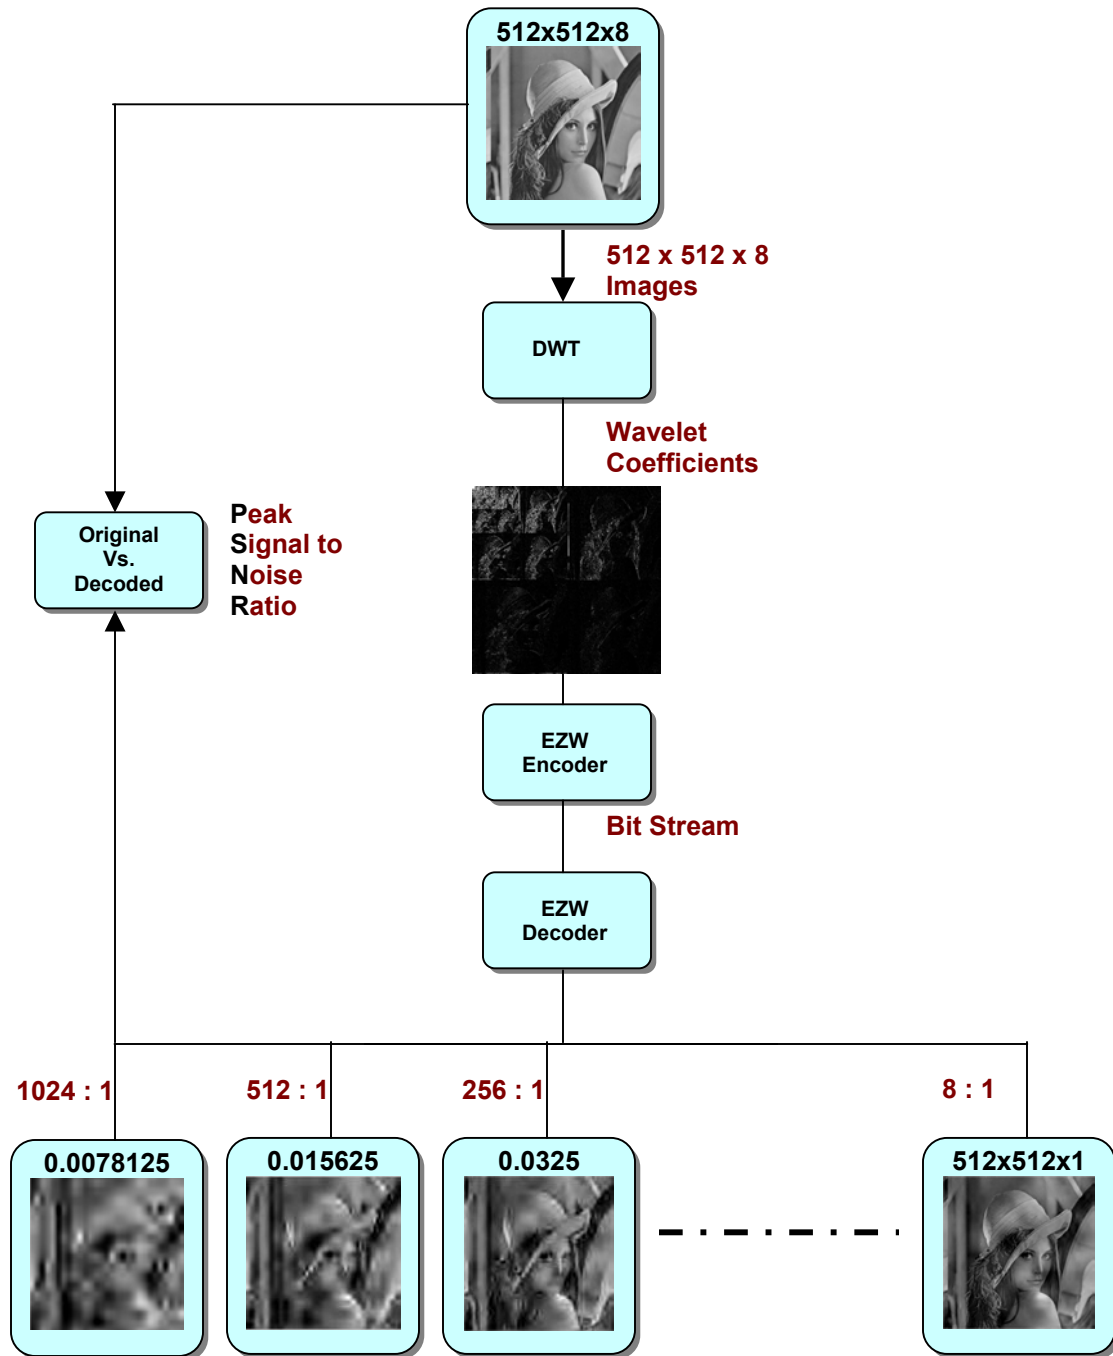 512x512x8
512 x 512 x 8
Images
DWT
Wavelet
Coefficients
Original
Vs.
Decoded
Peak
Signal to
Noise
Ratio
EZW
Encoder
Bit Stream
EZW
Decoder
1024 : 1
512 : 1
256 : 1
8 : 1
0.0078125
0.015625
0.0325
512x512x1